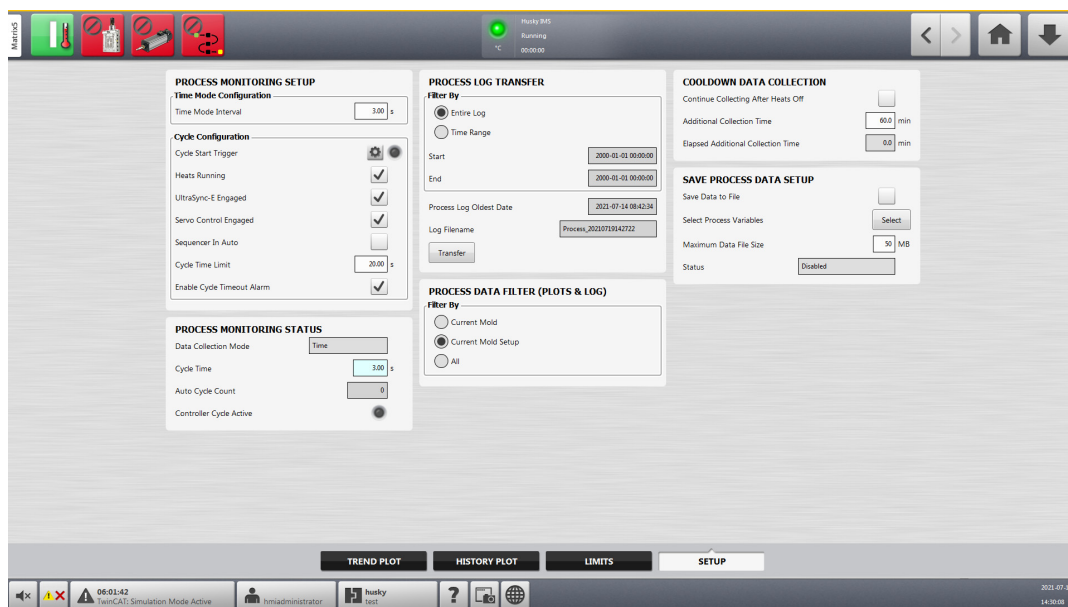 Matrix5
Husky IMS
Running
°C
00:00:00
PROCESS MONITORING SETUP
Time Mode Configuration
Time Mode Interval
3.00 s
Cycle Configuration
Cycle Start Trigger
Heats Running
UltraSync-E Engaged
Servo Control Engaged
Sequencer In Auto
Cycle Time Limit
20.00 s
Enable Cycle Timeout Alarm
PROCESS MONITORING STATUS
Data Collection Mode
Time
Cycle Time
3.00 s
Auto Cycle Count
0
Controller Cycle Active
PROCESS LOG TRANSFER
Filter By
Entire Log
Time Range
Start
2000-01-01 00:00:00
End
2000-01-01 00:00:00
Process Log Oldest Date
2021-07-14 08:42:34
Log Filename
Process_20210719142722
Transfer
PROCESS DATA FILTER (PLOTS & LOG)
Filter By
Current Mold
Current Mold Setup
All
COOLDOWN DATA COLLECTION
Continue Collecting After Heats Off
Additional Collection Time
60.0 min
Elapsed Additional Collection Time
0.0 min
SAVE PROCESS DATA SETUP
Save Data to File
Select Process Variables
Select
Maximum Data File Size
50 MB
Status
Disabled
TREND PLOT
HISTORY PLOT
LIMITS
SETUP
06:01:42
TwinCAT: Simulation Mode Active
hmiadministrator
husky
test
?
14:30:08